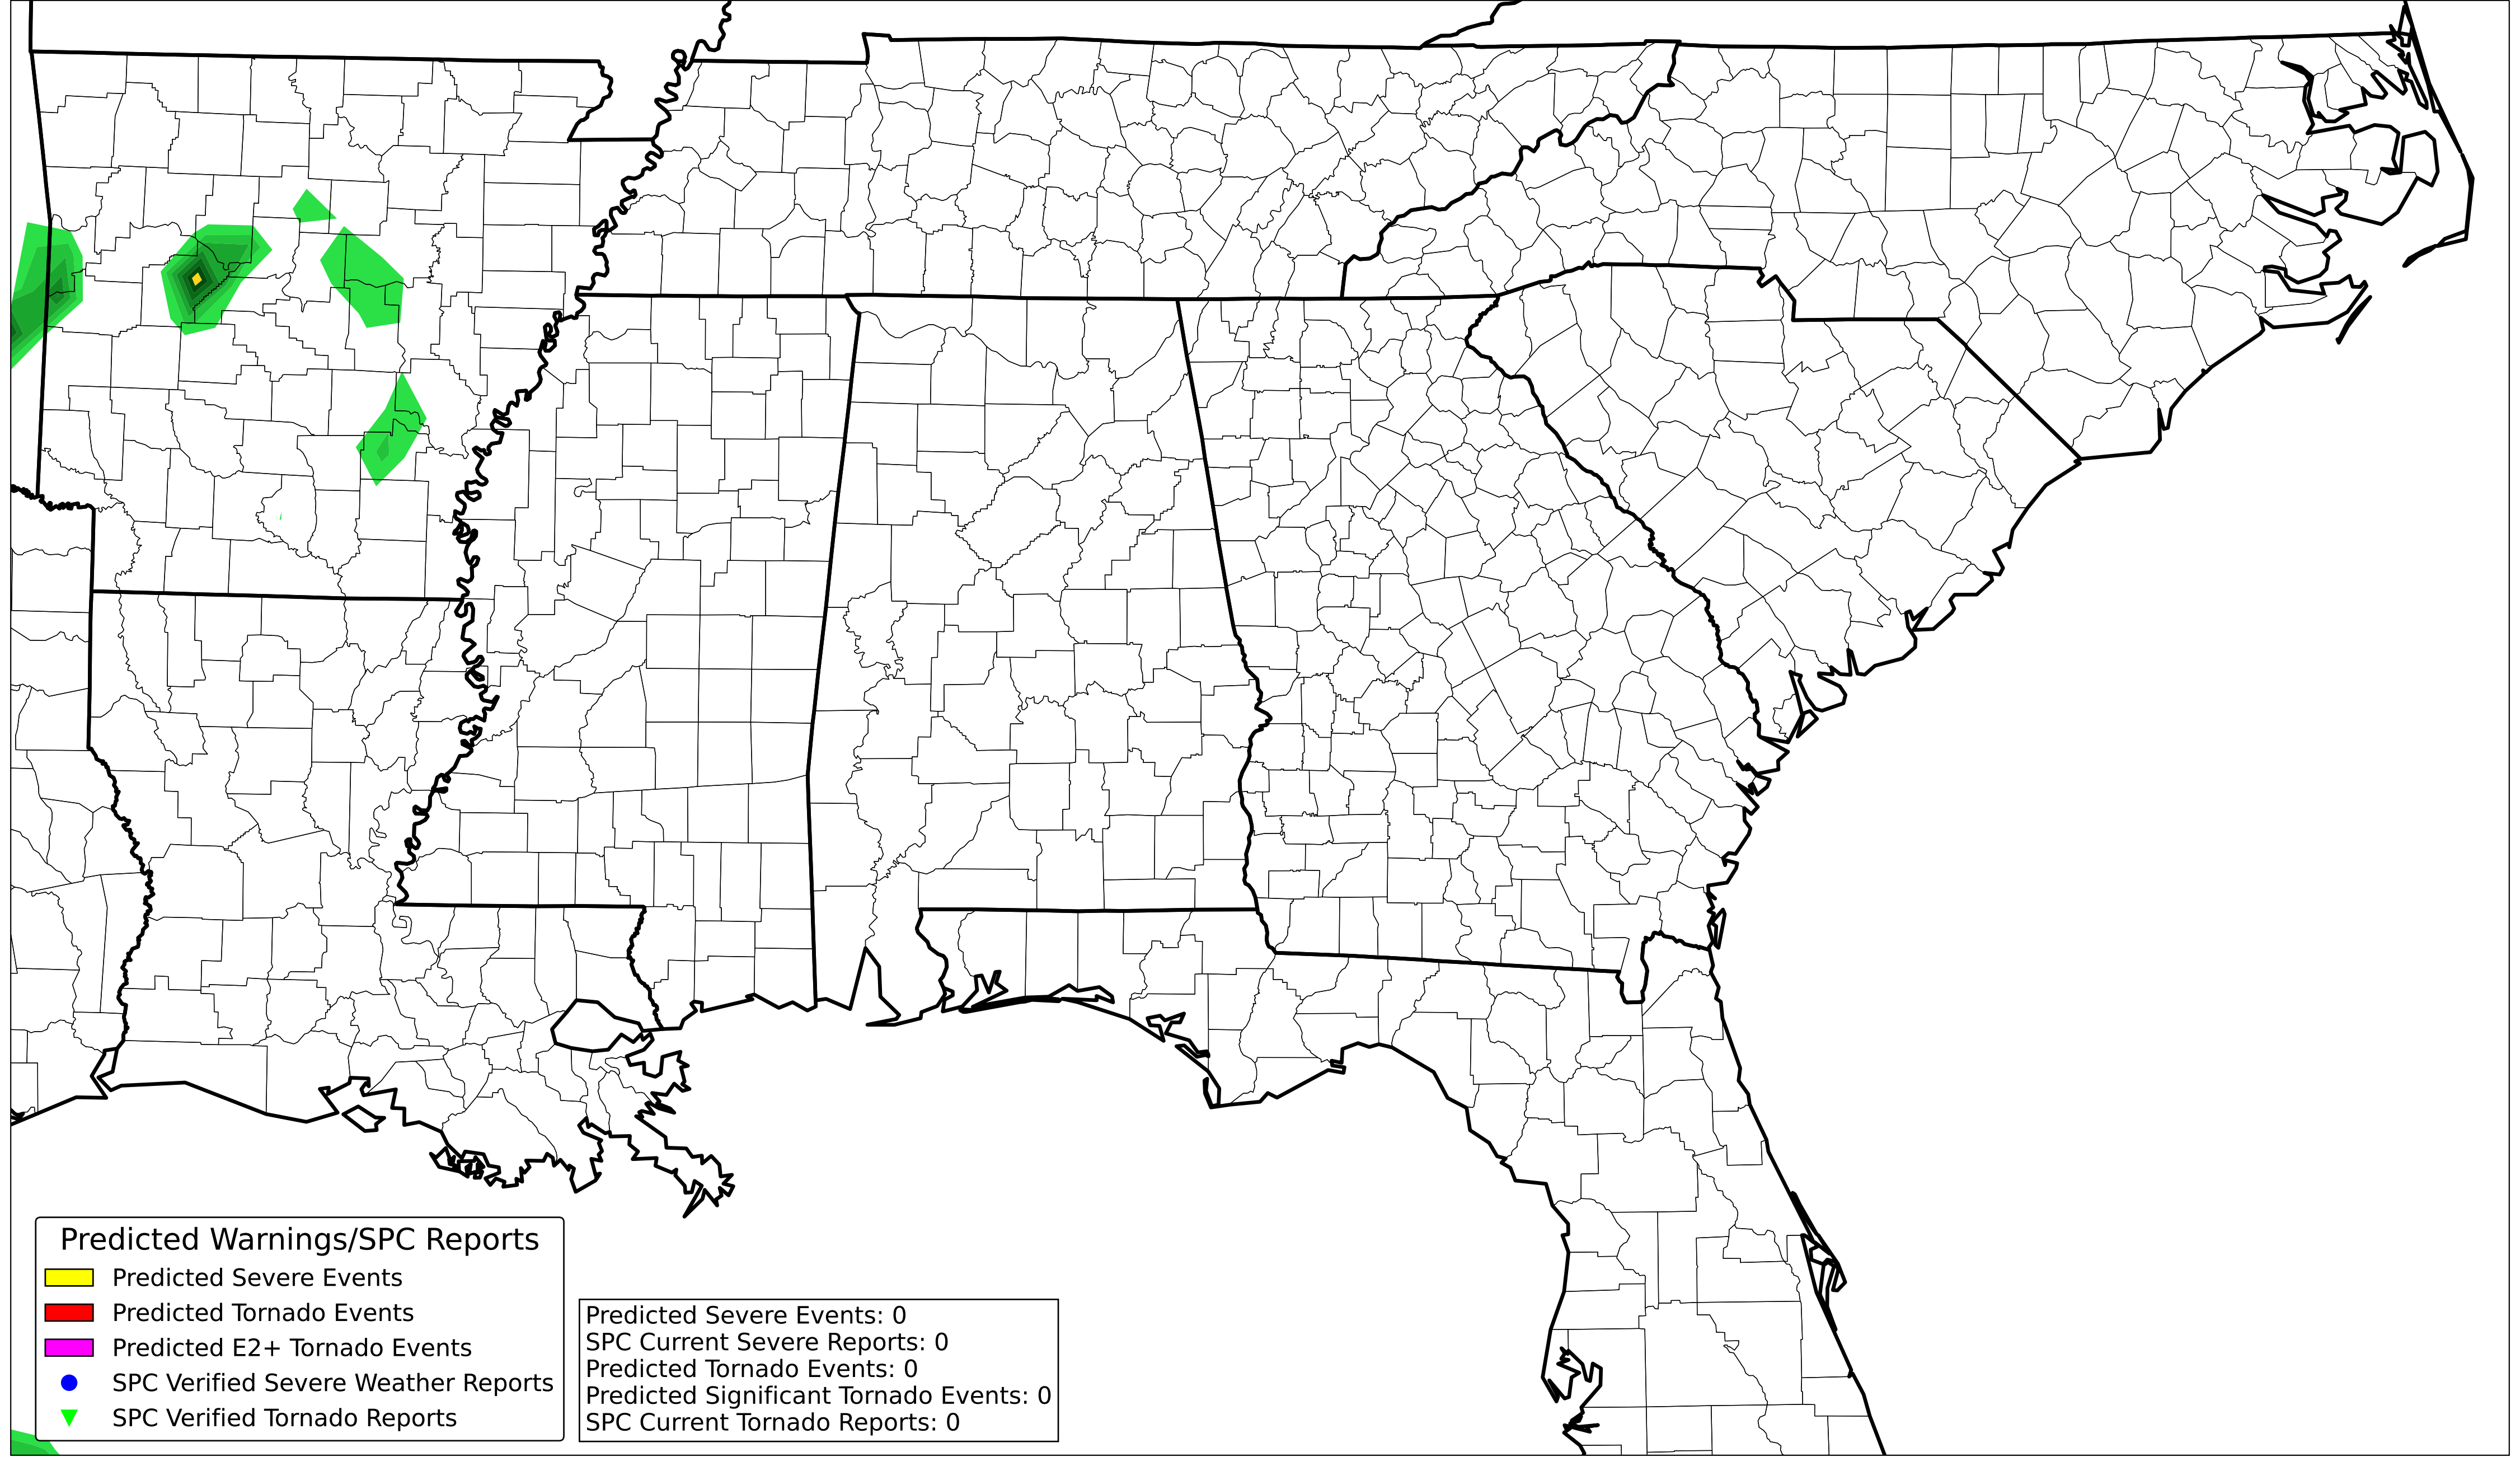 Predicted Warnings/SPC Reports
Predicted Severe Events
Predicted Tornado Events
Predicted E2+ Tornado Events
SPC Verified Severe Weather Reports
SPC Verified Tornado Reports
Predicted Severe Events: 0
SPC Current Severe Reports: 0
Predicted Tornado Events: 0
Predicted Significant Tornado Events: 0
SPC Current Tornado Reports: 0